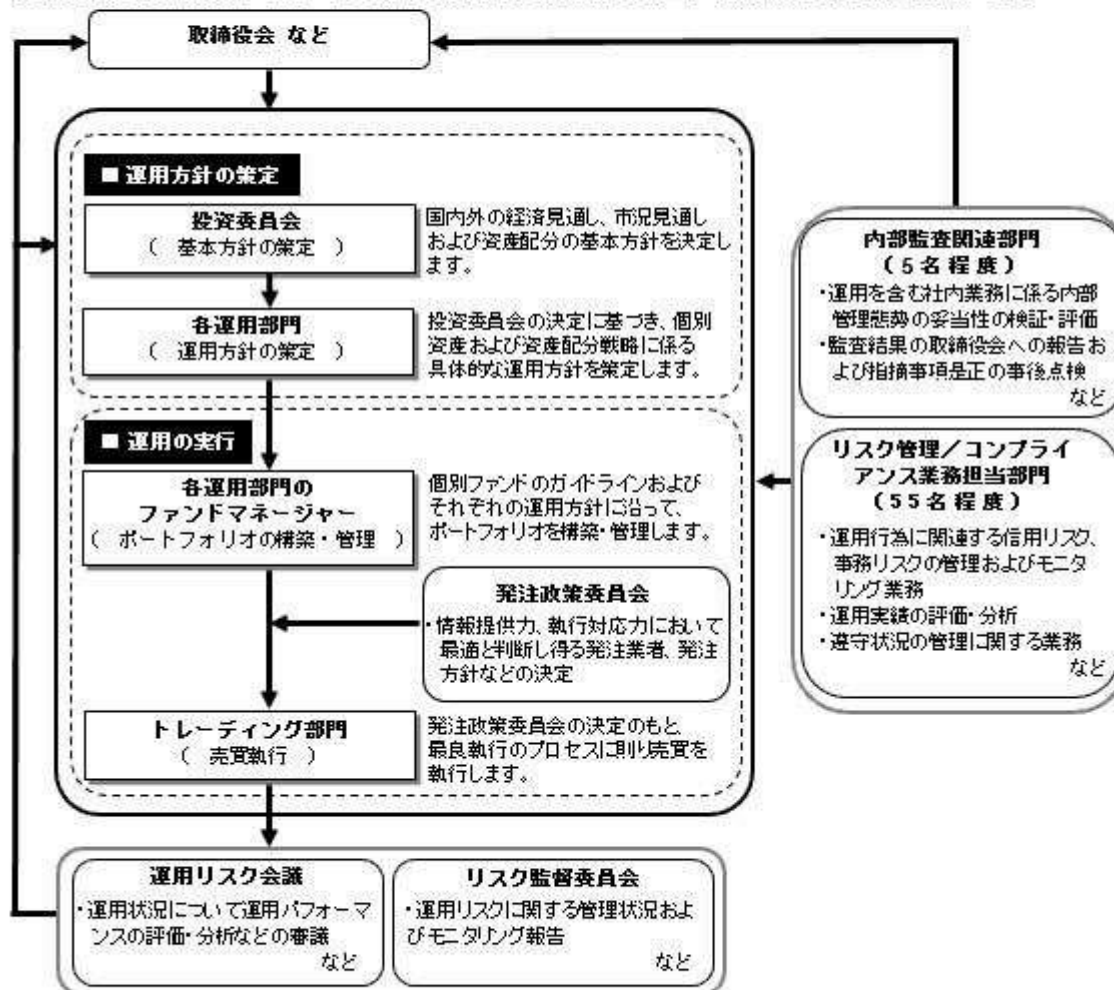 取締役会 など
■ 運用方針の策定
投資委員会
( 基本方針の策定 )
国内外の経済見通し、市況見通し
および資産配分の基本方針を決定し
ます。
各運用部門
( 運用方針の策定 )
投資委員会の決定に基づき、個別
資産および資産配分戦略に係る
具体的な運用方針を策定します。
■ 運用の実行
各運用部門の
ファンドマネージャー
( ポートフォリオの構築・管理 )
個別ファンドのガイドラインおよび
それぞれの運用方針に沿って、
ポートフォリオを構築・管理します。
発注政策委員会
・情報提供力、執行対応力において
最適と判断し得る発注業者、発注
方針などの決定
トレーディング部門
( 売買執行 )
発注政策委員会の決定のもと、
最良執行のプロセスに則り売買を
執行します。
内部監査関連部門
(5名程度)
・運用を含む社内業務に係る内部
管理態勢の妥当性の検証・評価
・監査結果の取締役会への報告お
よび指摘事項是正の事後点検
など
リスク管理/コンプライ
アンス業務担当部門
(55名程度)
・運用行為に関連する信用リスク、
事務リスクの管理およびモニタ
リング業務
・運用実績の評価・分析
・遵守状況の管理に関する業務
など
運用リスク会議
・運用状況について運用パフォーマ
ンスの評価・分析などの審議
など
リスク監督委員会
・運用リスクに関する管理状況およ
びモニタリング報告
など